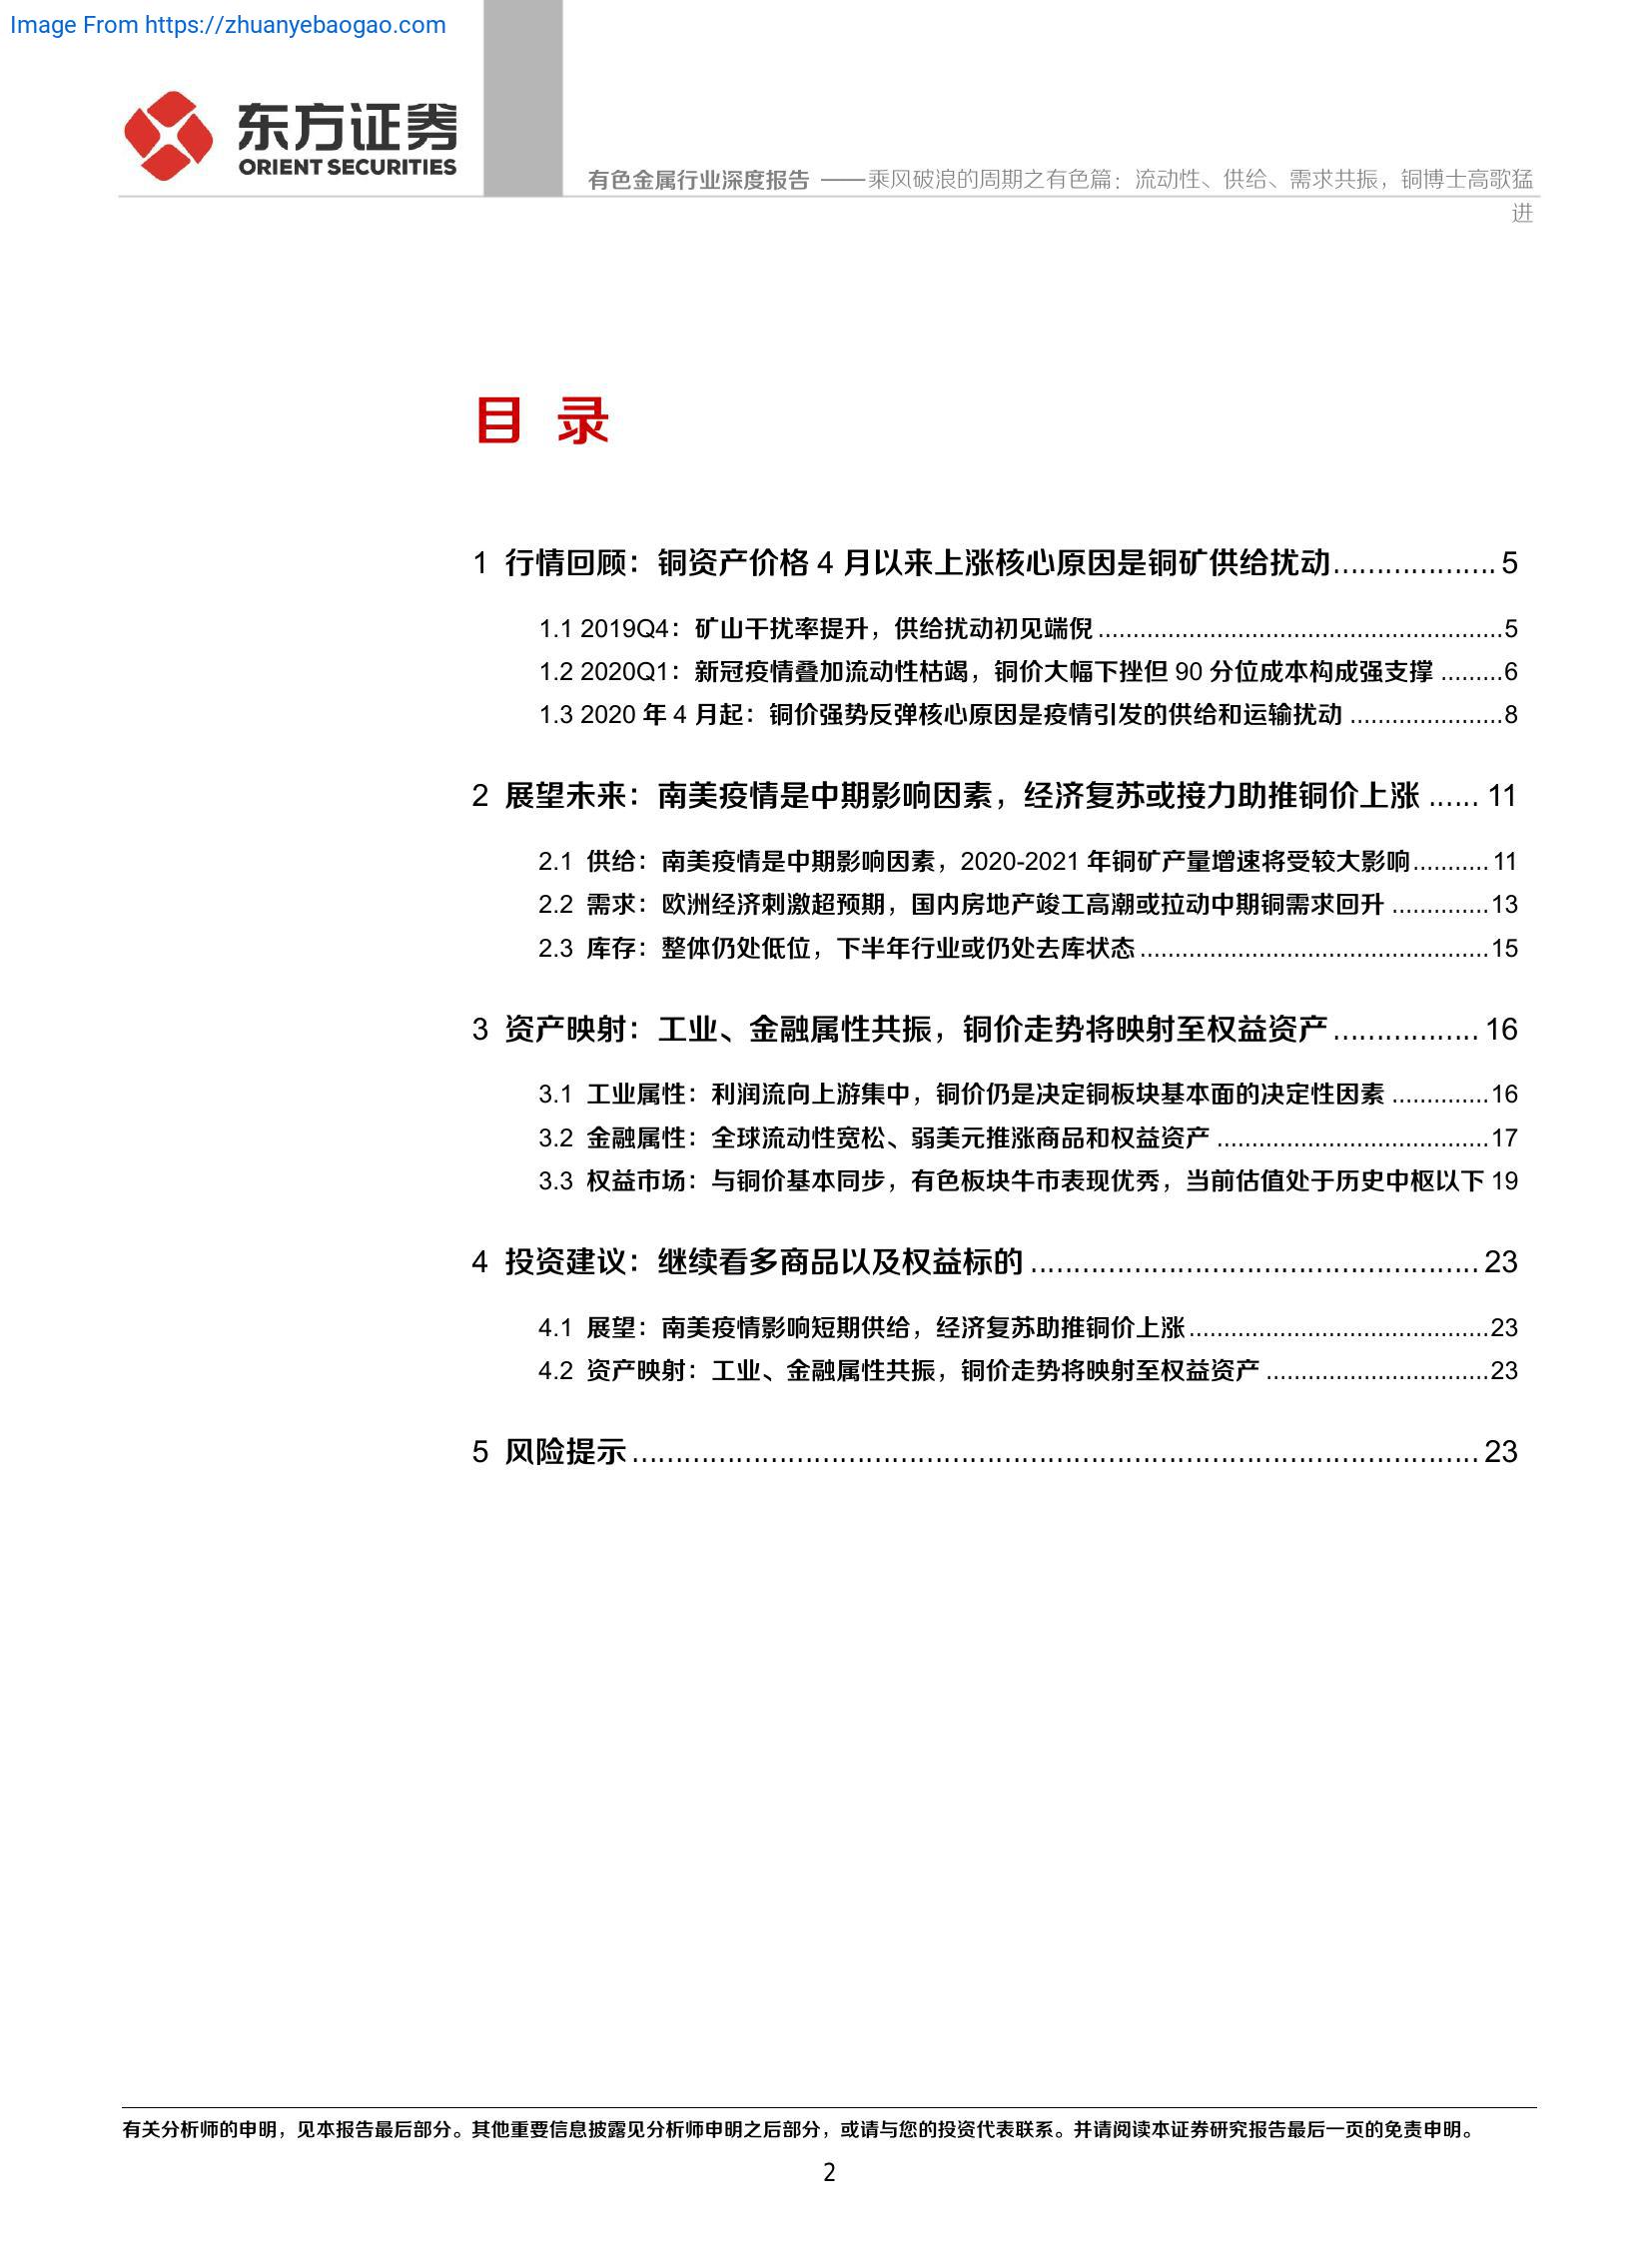 Image From https://zhuanyebaogao.com
东方证券
ORIENT SECURITIES
有色金属行业深度报告 ——乘风破浪的周期之有色篇：流动性、供给、需求共振，铜博士高歌猛
进
目 录
1 行情回顾：铜资产价格 4 月以来上涨核心原因是铜矿供给扰动................... 5
1.1 2019Q4：矿山干扰率提升，供给扰动初见端倪..........................................................5
1.2 2020Q1：新冠疫情叠加流动性枯竭，铜价大幅下挫但 90 分位成本构成强支撑 .........6
1.3 2020 年 4 月起：铜价强势反弹核心原因是疫情引发的供给和运输扰动 ......................8
2 展望未来：南美疫情是中期影响因素，经济复苏或接力助推铜价上涨 ...... 11
2.1 供给：南美疫情是中期影响因素，2020-2021 年铜矿产量增速将受较大影响........... 11
2.2 需求：欧洲经济刺激超预期，国内房地产竣工高潮或拉动中期铜需求回升 ..............13
2.3 库存：整体仍处低位，下半年行业或仍处去库状态..................................................15
3 资产映射：工业、金融属性共振，铜价走势将映射至权益资产................. 16
3.1 工业属性：利润流向上游集中，铜价仍是决定铜板块基本面的决定性因素 ..............16
3.2 金融属性：全球流动性宽松、弱美元推涨商品和权益资产 .......................................17
3.3 权益市场：与铜价基本同步，有色板块牛市表现优秀，当前估值处于历史中枢以下 19
4 投资建议：继续看多商品以及权益标的 .................................................... 23
4.1 展望：南美疫情影响短期供给，经济复苏助推铜价上涨...........................................23
4.2 资产映射：工业、金融属性共振，铜价走势将映射至权益资产 ................................23
5 风险提示.................................................................................................. 23
有关分析师的申明，见本报告最后部分。其他重要信息披露见分析师申明之后部分，或请与您的投资代表联系。并请阅读本证券研究报告最后一页的免责申明。
2